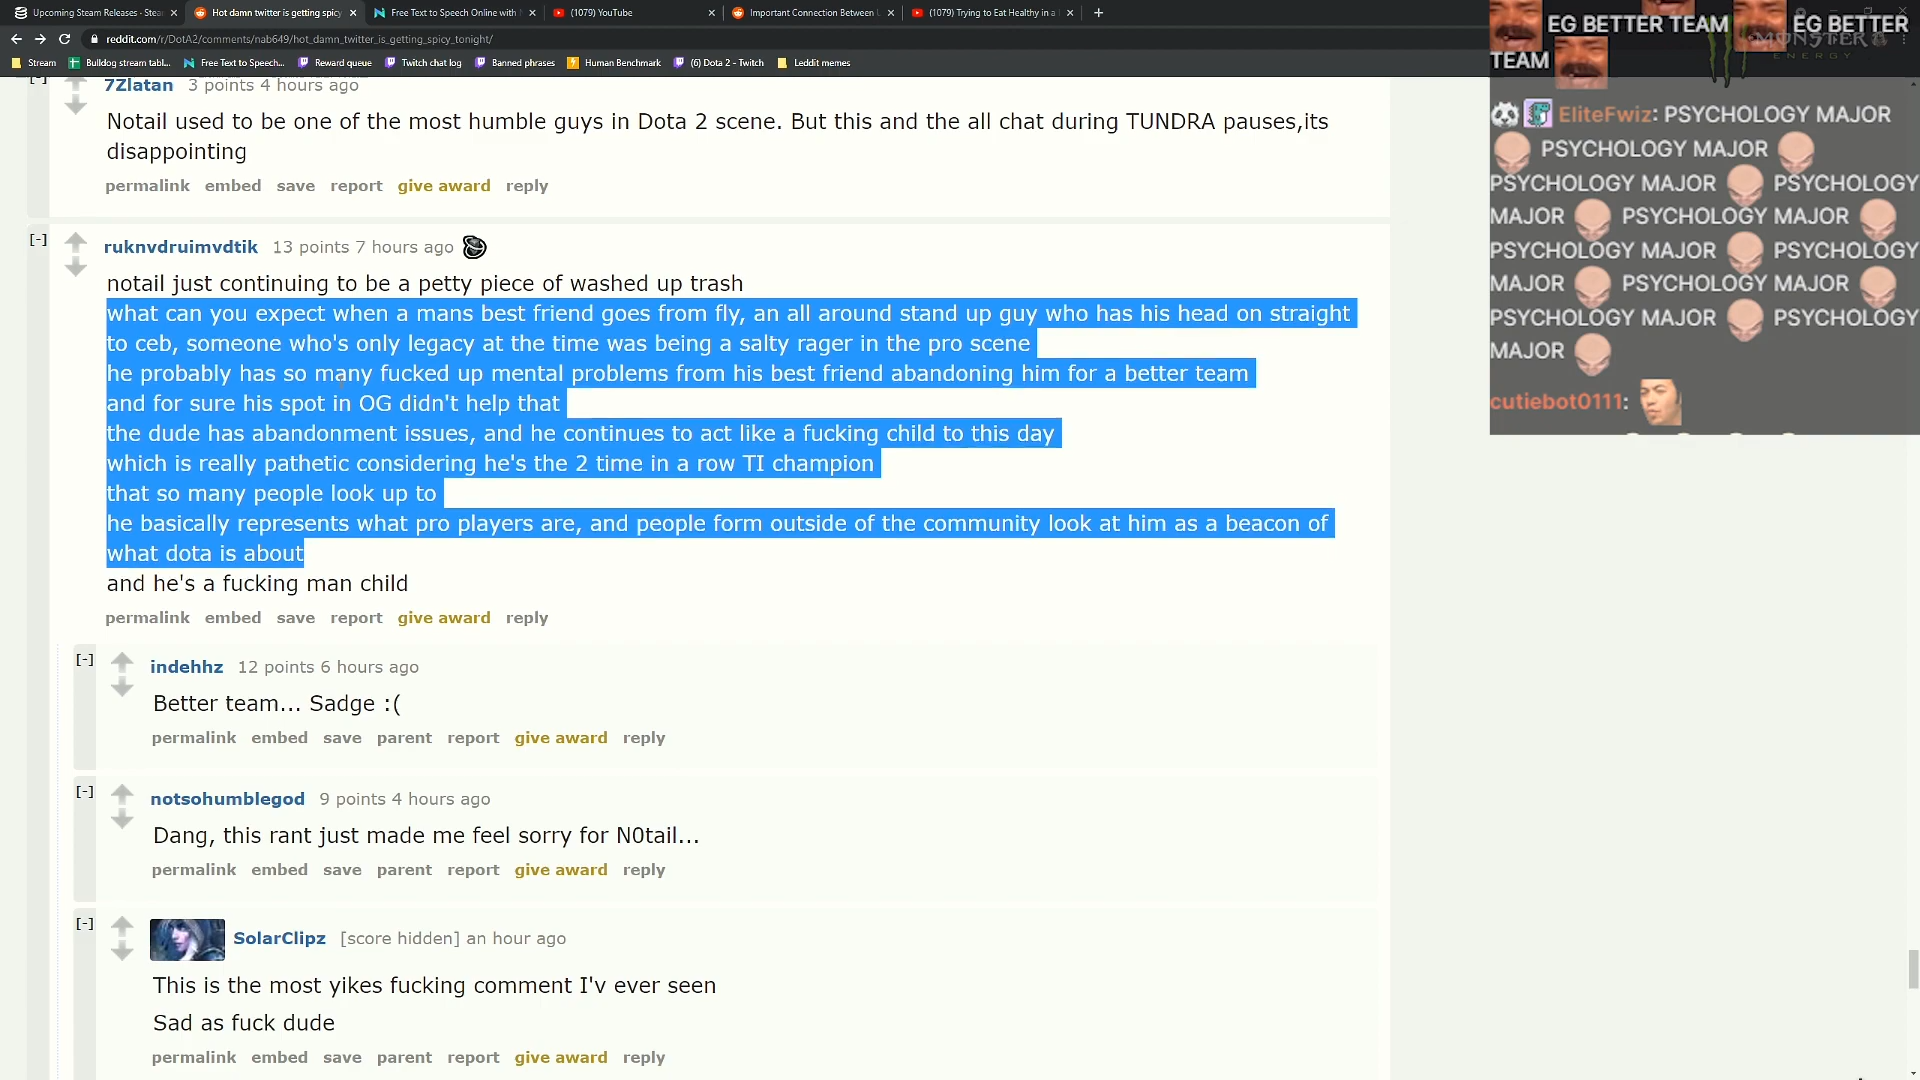 Upcoming Steam Releases - Stea
Hot damn twitter is getting spicy
Free Text to Speech Online with
(1079) YouTube
Important Connection Between
(1079) Trying to Eat Healthy in a
reddit.com/r/DotA2/comments/nab649/hot_damn_twitter_is_getting_spicy_tonight/
Stream
Bulldog stream tabl...
Free Text to Speech...
Reward queue
Twitch chat log
Banned phrases
Human Benchmark
(6) Dota 2 - Twitch
Leddit memes
EG BETTER TEAM EG BETTER
TEAM
MONSTER
ENERGY
EliteFwiz: PSYCHOLOGY MAJOR
PSYCHOLOGY MAJOR
PSYCHOLOGY MAJOR PSYCHOLOGY
MAJOR PSYCHOLOGY MAJOR
PSYCHOLOGY MAJOR PSYCHOLOGY
MAJOR PSYCHOLOGY MAJOR
PSYCHOLOGY MAJOR PSYCHOLOGY
MAJOR
cutiebot0111:
[-]
7Zlatan 3 points 4 hours ago
Notail used to be one of the most humble guys in Dota 2 scene. But this and the all chat during TUNDRA pauses,its
disappointing
permalink embed save report give award reply
[-]
ruknvdruimvdtik 13 points 7 hours ago
notail just continuing to be a petty piece of washed up trash
what can you expect when a mans best friend goes from fly, an all around stand up guy who has his head on straight
to ceb, someone who's only legacy at the time was being a salty rager in the pro scene
he probably has so many fucked up mental problems from his best friend abandoning him for a better team
and for sure his spot in OG didn't help that
the dude has abandonment issues, and he continues to act like a fucking child to this day
which is really pathetic considering he's the 2 time in a row TI champion
that so many people look up to
he basically represents what pro players are, and people form outside of the community look at him as a beacon of
what dota is about
and he's a fucking man child
permalink embed save report give award reply
[-]
indehhz 12 points 6 hours ago
Better team... Sadge :(
permalink embed save parent report give award reply
[-]
notsohumblegod 9 points 4 hours ago
Dang, this rant just made me feel sorry for N0tail...
permalink embed save parent report give award reply
[-]
SolarClipz [score hidden] an hour ago
This is the most yikes fucking comment I'v ever seen
Sad as fuck dude
permalink embed save parent report give award reply